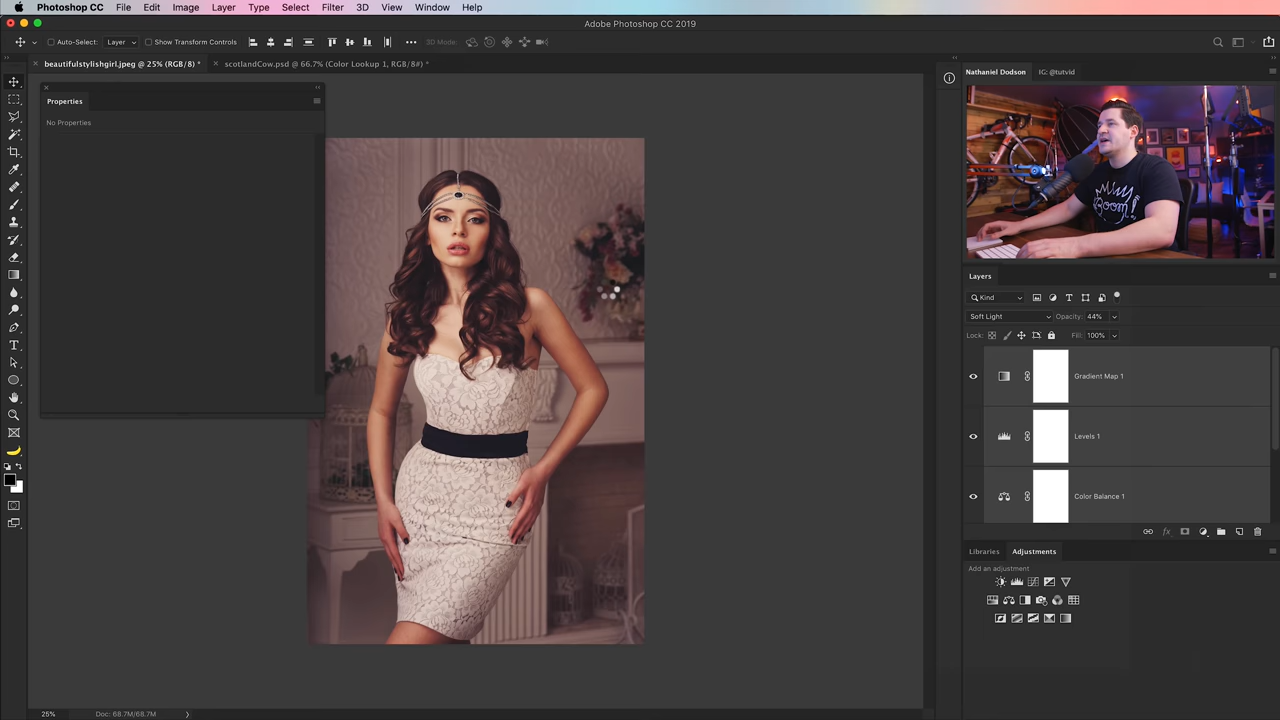 Photoshop CC File Edit Image Layer Type Select Filter 3D View Window Help
Adobe Photoshop CC 2019
Auto-Select: Layer Show Transform Controls 3D Mode:
beautifulstylishgirl.jpeg @ 25% (RGB/8) * scotlandCow.psd @ 66.7% (Color Lookup 1, RGB/8#) *
Nathaniel Dodson IG: @tutvid
Properties
No Properties
Boom!
Layers
Kind
Soft Light Opacity: 44%
Lock: Fill: 100%
Gradient Map 1
Levels 1
Color Balance 1
fx
Libraries Adjustments
Add an adjustment
25% Doc: 68.7M/68.7M